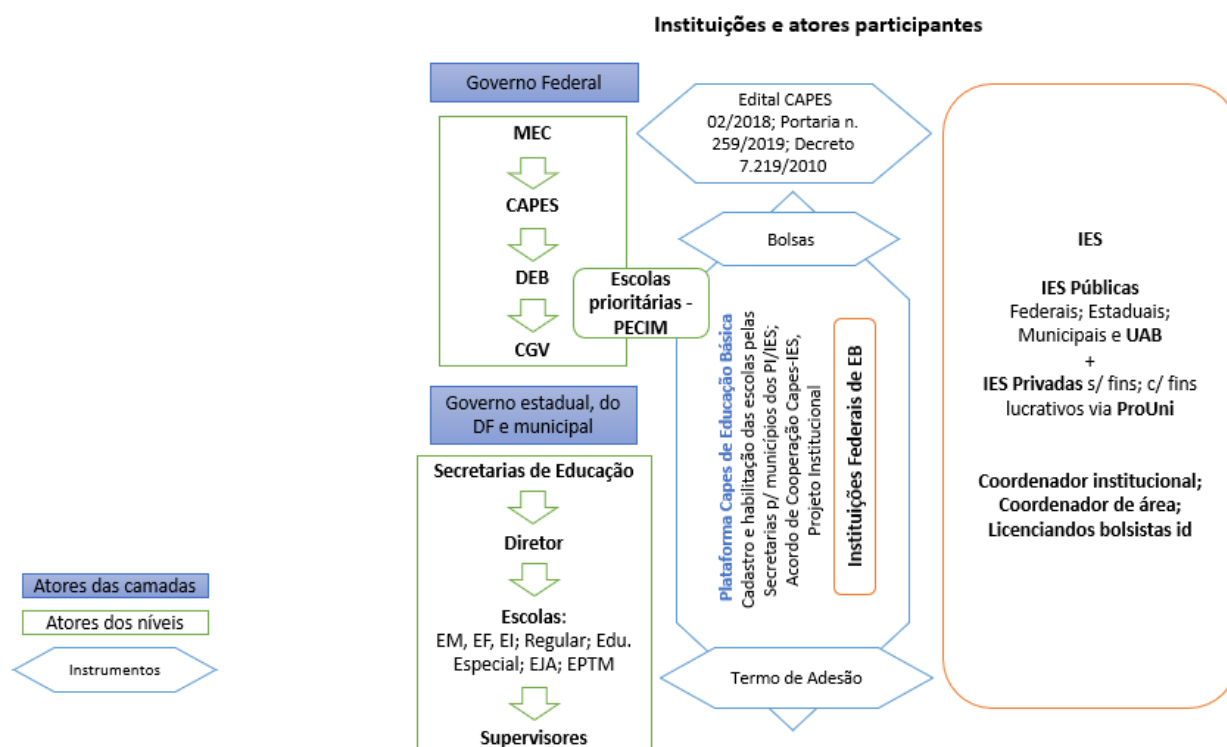 Instituições e atores participantes
Governo Federal
MEC
CAPES
DEB
CGV
Escolas
prioritárias -
PECIM
Governo estadual, do
DF e municipal
Secretarias de Educação
Diretor
Escolas:
EM, EF, EI; Regular; Edu.
Especial; EJA; EPTM
Supervisores
Edital CAPES
02/2018; Portaria n.
259/2019; Decreto
7.219/2010
Bolsas
Plataforma Capes de Educação Básica
Cadastro e habilitação das escolas pelas
Secretarias p/ municípios dos PI/IES;
Acordo de Cooperação Capes-IES,
Projeto Institucional
Instituições Federais de EB
Termo de Adesão
IES
IES Públicas
Federais; Estaduais;
Municipais e UAB
+
IES Privadas s/ fins; c/ fins
lucrativos via ProUni
Coordenador institucional;
Coordenador de área;
Licenciandos bolsistas id
Atores das camadas
Atores dos níveis
Instrumentos